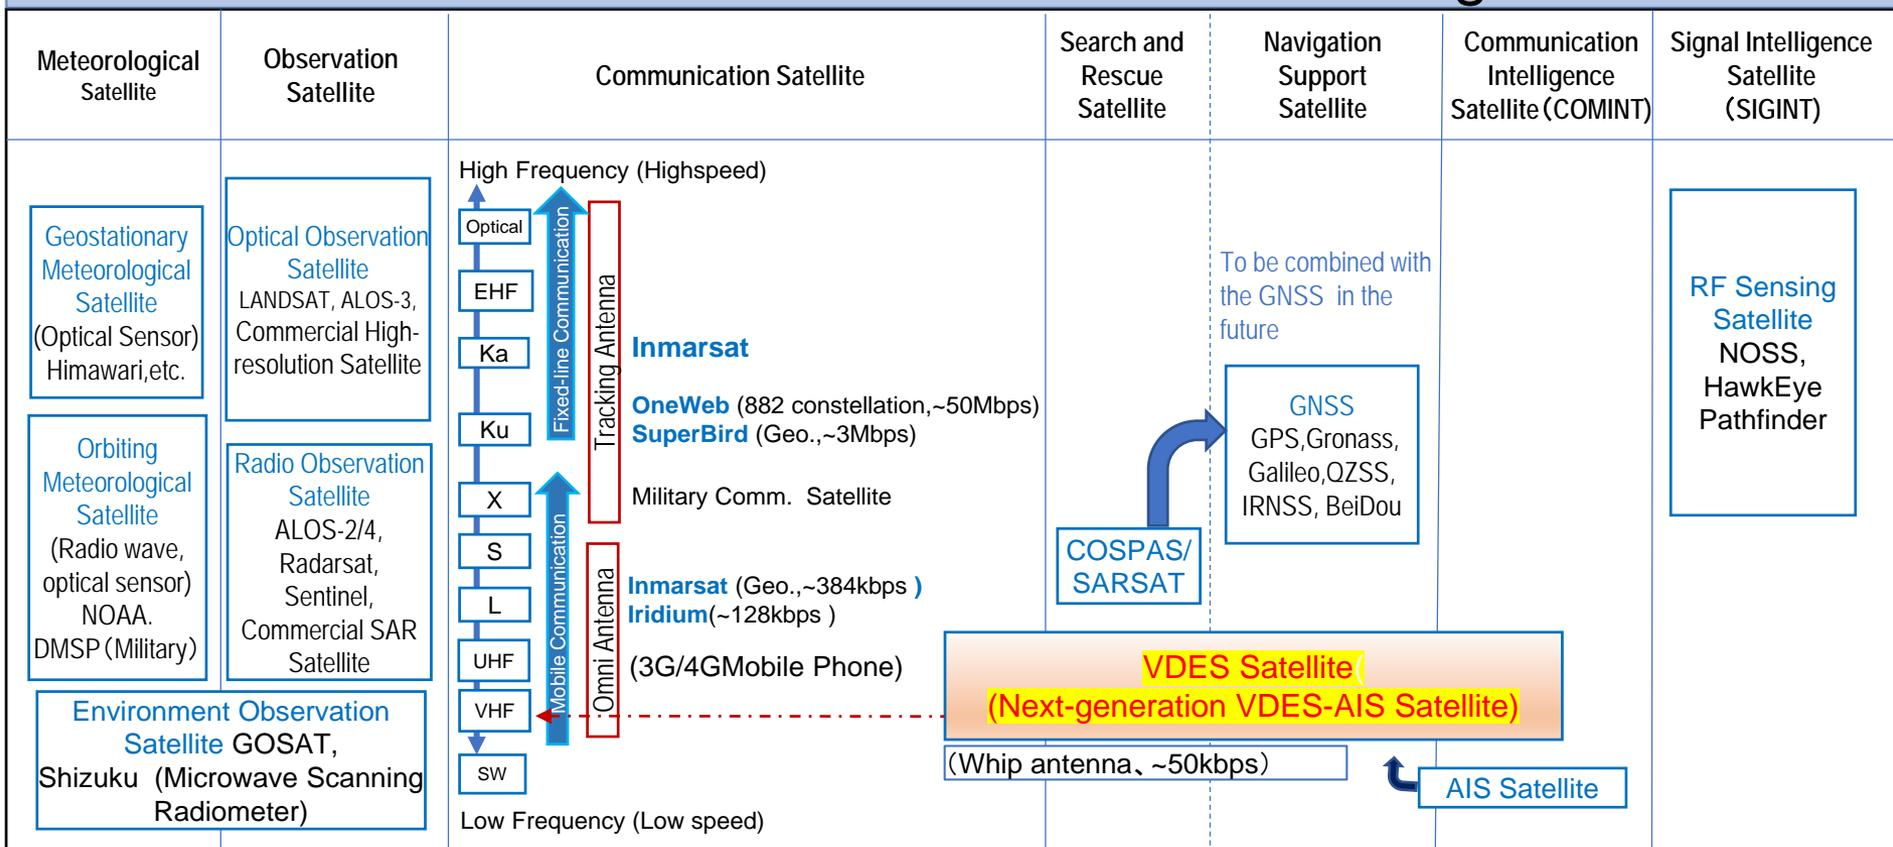 Meteorological
Satellite
Observation
Satellite
Communication Satellite
Search and
Rescue
Satellite
Navigation
Support
Satellite
Communication
Intelligence
Satellite(COMINT)
Signal Intelligence
Satellite
(SIGINT)
Geostationary
Meteorological
Satellite
(Optical Sensor)
Himawari,etc.
Orbiting
Meteorological
Satellite
(Radio wave,
optical sensor)
NOAA.
DMSP(Military)
Optical Observation
Satellite
LANDSAT, ALOS-3,
Commercial High-
resolution Satellite
Radio Observation
Satellite
ALOS-2/4,
Radarsat,
Sentinel,
Commercial SAR
Satellite
Environment Observation
Satellite GOSAT,
Shizuku (Microwave Scanning
Radiometer)
High Frequency (Highspeed)
Optical
EHF
Ka
Ku
X
S
L
UHF
VHF
SW
Low Frequency (Low speed)
Fixed-line Communication
Mobile Communication
Tracking Antenna
Omni Antenna
Inmarsat
OneWeb (882 constellation,~50Mbps)
SuperBird (Geo.,~3Mbps)
Military Comm. Satellite
Inmarsat (Geo.,~384kbps )
Iridium(~128kbps )
(3G/4GMobile Phone)
COSPAS/
SARSAT
To be combined with
the GNSS in the
future
GNSS
GPS,Gronass,
Galileo,QZSS,
IRNSS, BeiDou
RF Sensing
Satellite
NOSS,
HawkEye
Pathfinder
VDES Satellite(
(Next-generation VDES-AIS Satellite)
(Whip antenna、~50kbps)
AIS Satellite